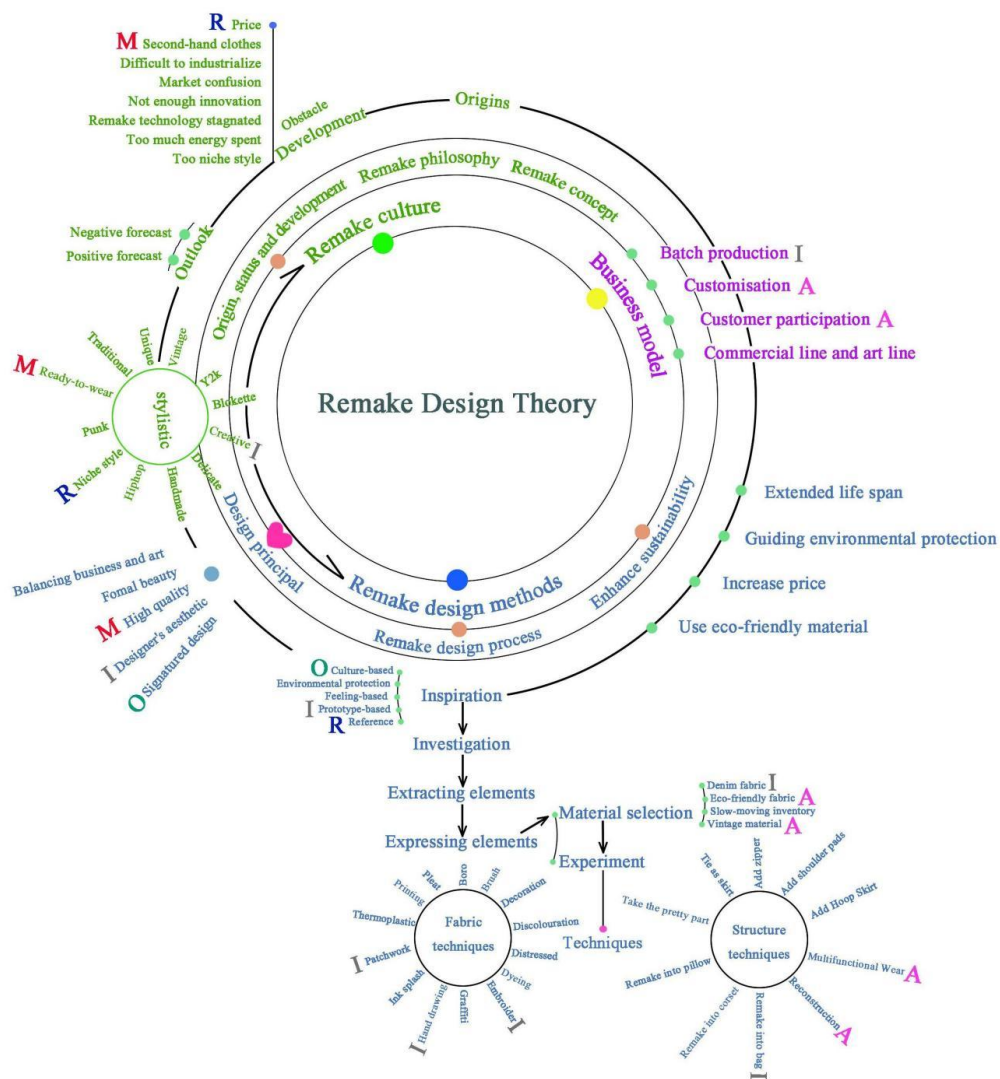 R Price
M Second-hand clothes
Difficult to industrialize
Market confusion
Not enough innovation
Remake technology stagnated
Too much energy spent
Too niche style
Obstacle
Development
Origins
Outlook
Negative forecast
Positive forecast
Origin, status and development
Remake philosophy
Remake concept
Remake culture
Business model
Batch production I
Customisation A
Customer participation A
Commercial line and art line
Remake Design Theory
stylistic
Vintage
Unique
Traditional
M Ready-to-wear
Punk
R Niche style
Hiphop
Handmade
Delicate
Creative I
Blokette
Y2k
Design principal
Balancing business and art
Fomal beauty
M High quality
I Designer's aesthetic
O Signatured design
Remake design methods
Remake design process
Enhance sustainability
Extended life span
Guiding environmental protection
Increase price
Use eco-friendly material
O Culture-based
Environmental protection
Feeling-based
I Prototype-based
R Reference
Inspiration
Investigation
Extracting elements
Expressing elements
Material selection
Denim fabric I
Eco-friendly fabric A
Slow-moving inventory
Vintage material A
Experiment
Techniques
Fabric
techniques
Boro
Brush
Decoration
Discolouration
Distressed
Dyeing
Embroider I
Graffiti
I Hand drawing
Ink splash
I Patchwork
Thermoplastic
Printing
Pleat
Structure
techniques
Add zipper
Add shoulder pads
Add Hoop Skirt
Multifunctional Wear A
Reconstruction A
Remake into bag I
Remake into corset
Remake into pillow
Take the pretty part
Tie as skirt